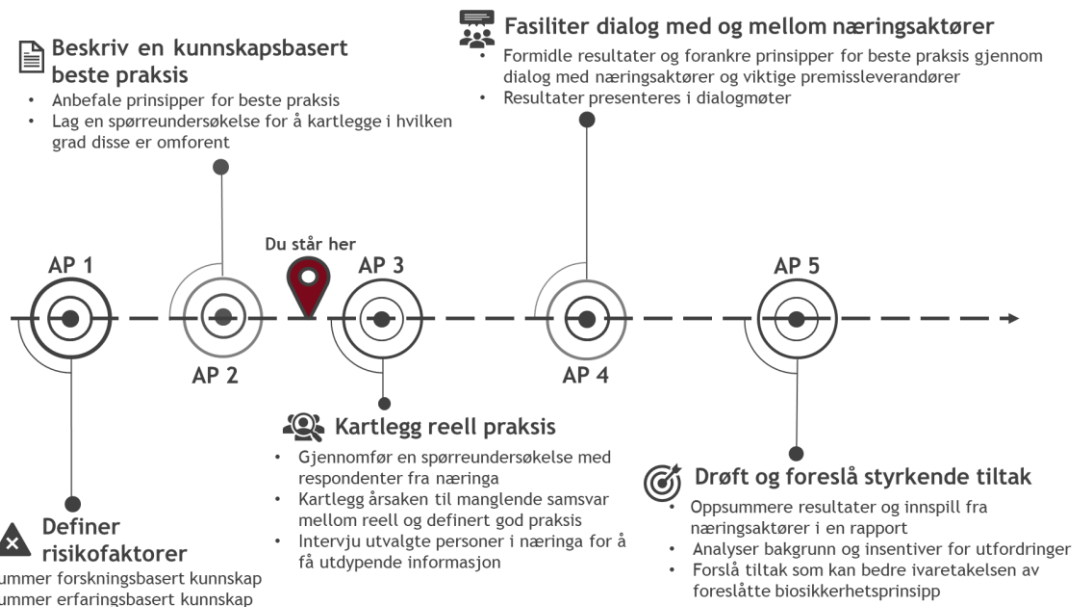 Beskriv en kunnskapsbasert
beste praksis
• Anbefale prinsipper for beste praksis
• Lag en spørreundersøkelse for å kartlegge i hvilken
grad disse er omforent
Fasiliter dialog med og mellom næringsaktører
• Formidle resultater og forankre prinsipper for beste praksis gjennom
dialog med næringsaktører og viktige premissleverandører
• Resultater presenteres i dialogmøter
Du står her
AP 1
AP 3
AP 5
AP 2
AP 4
Definer
risikofaktorer
ummer forskningsbasert kunnskap
ummer erfaringsbasert kunnskap
Kartlegg reell praksis
• Gjennomfør en spørreundersøkelse med
respondenter fra næringa
• Kartlegg årsaken til manglende samsvar
mellom reell og definert god praksis
• Intervju utvalgte personer i næringa for å
få utdypende informasjon
Drøft og foreslå styrkende tiltak
• Oppsummere resultater og innspill fra
næringsaktører i en rapport
• Analyser bakgrunn og insentiver for utfordringer
• Forslå tiltak som kan bedre ivaretakelsen av
foreslåtte biosikkerhetsprinsipp